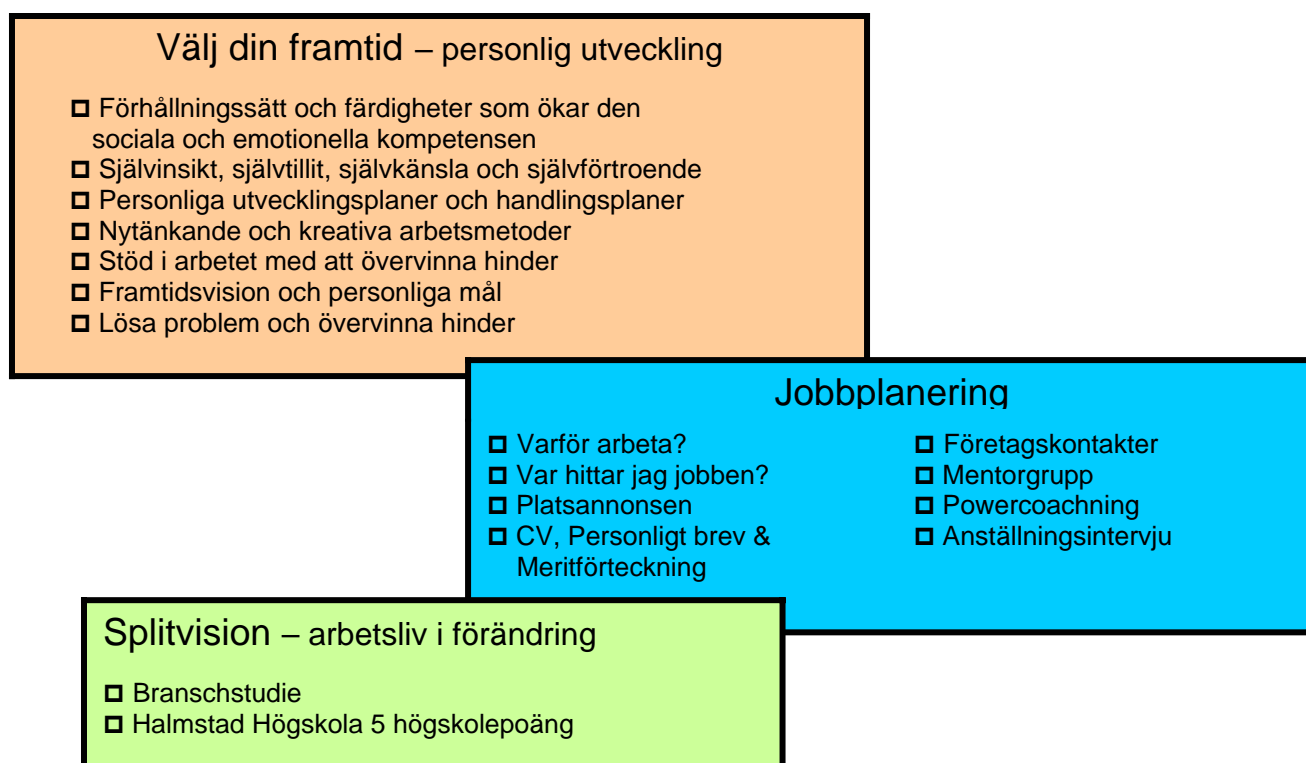 Välj din framtid – personlig utveckling
Förhållningssätt och färdigheter som ökar den
sociala och emotionella kompetensen
Självinsikt, självtillit, självkänsla och självförtroende
Personliga utvecklingsplaner och handlingsplaner
Nytänkande och kreativa arbetsmetoder
Stöd i arbetet med att övervinna hinder
Framtidsvision och personliga mål
Lösa problem och övervinna hinder
Jobbplanering
Varför arbeta?
Var hittar jag jobben?
Platsannonsen
CV, Personligt brev &
Meritförteckning
Företagskontakter
Mentorgrupp
Powercoachning
Anställningsintervju
Splitvision – arbetsliv i förändring
Branschstudie
Halmstad Högskola 5 högskolepoäng